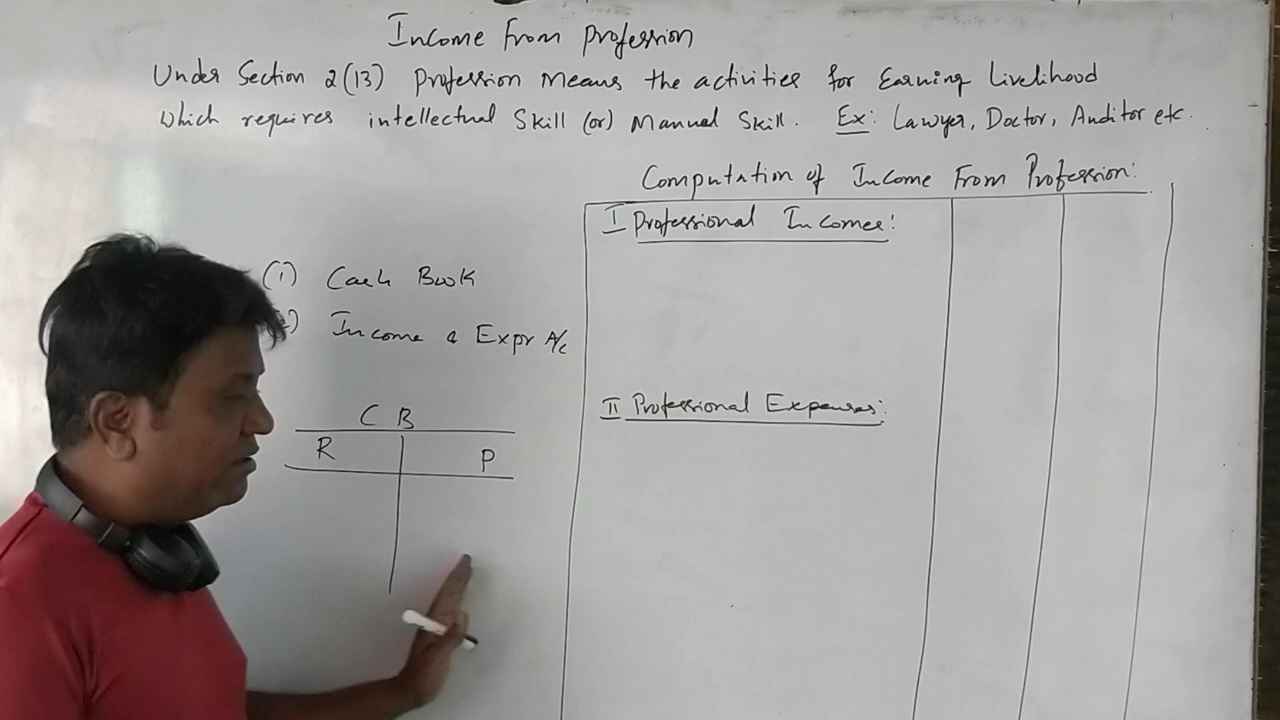 Income From Profession
Under Section 2(13) Profession Means the activities for Earning Livelihood
which requires intellectual Skill (or) Manual Skill. Ex: Lawyer, Doctor, Auditor etc.
Computation of Income From Profession:
I Professional Incomes:
(1) Cash Book
2) Income & Expr A/c
C B
R P
II Professional Expenses: